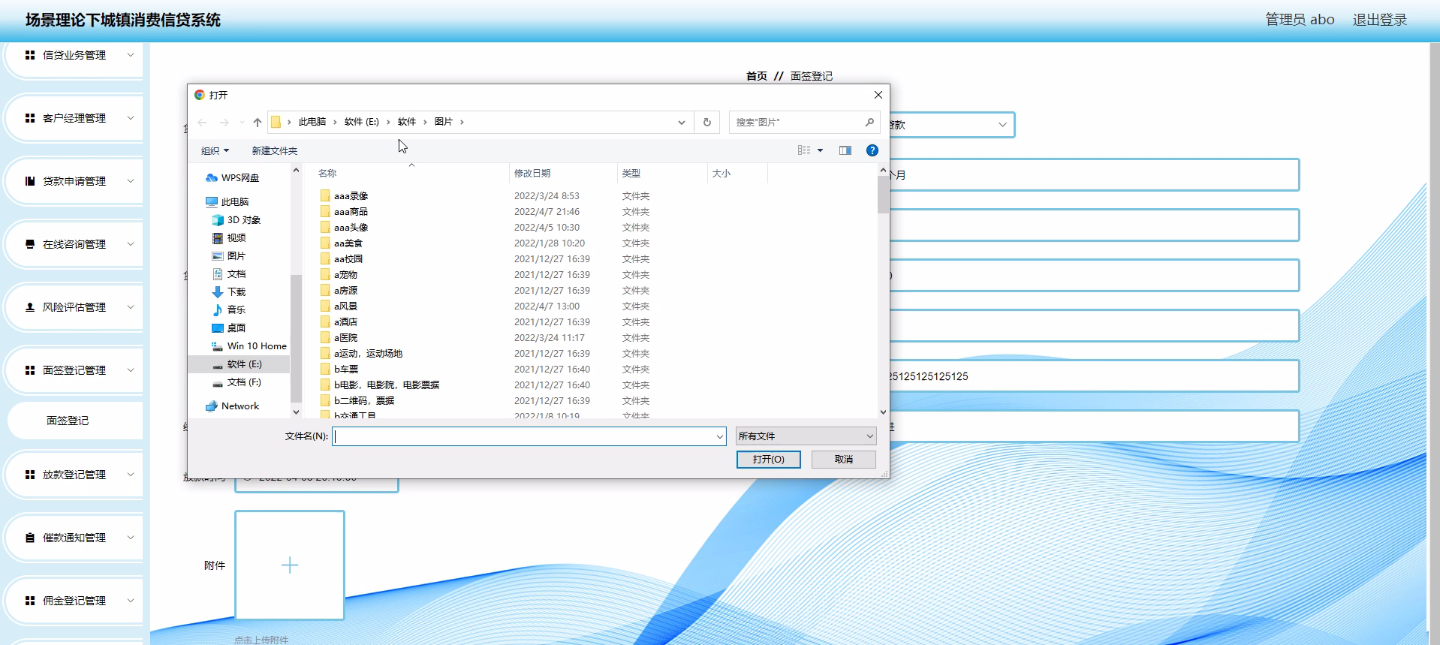 场景理论下城镇消费信贷系统
管理员 abo 退出登录
信贷业务管理
客户经理管理
贷款申请管理
在线咨询管理
风险评估管理
面签登记管理
面签登记
放款登记管理
催款通知管理
佣金登记管理
首页 // 面签登记
打开
此电脑 › 软件 (E:) › 软件 › 图片 ›
搜索"图片"
组织 新建文件夹
WPS网盘
此电脑
3D 对象
视频
图片
文档
下载
音乐
桌面
Win 10 Home
软件 (E:)
文档 (F:)
Network
名称 修改日期 类型 大小
aaa录像 2022/3/24 8:53 文件夹
aaa商品 2022/4/7 21:46 文件夹
aaa头像 2022/4/5 10:30 文件夹
aa美食 2022/1/28 10:20 文件夹
aa校园 2021/12/27 16:39 文件夹
a宠物 2021/12/27 16:39 文件夹
a房源 2021/12/27 16:39 文件夹
a风景 2022/4/7 13:00 文件夹
a酒店 2021/12/27 16:39 文件夹
a医院 2022/3/24 11:17 文件夹
a运动，运动场地 2021/12/27 16:39 文件夹
b车票 2021/12/27 16:40 文件夹
b电影，电影院，电影票据 2021/12/27 16:40 文件夹
b二维码，票据 2021/12/27 16:39 文件夹
b交通工具 2022/1/8 10:19 文件夹
文件名(N):
所有文件
打开(O) 取消
款
个月
25125125125125
附件
点击上传附件